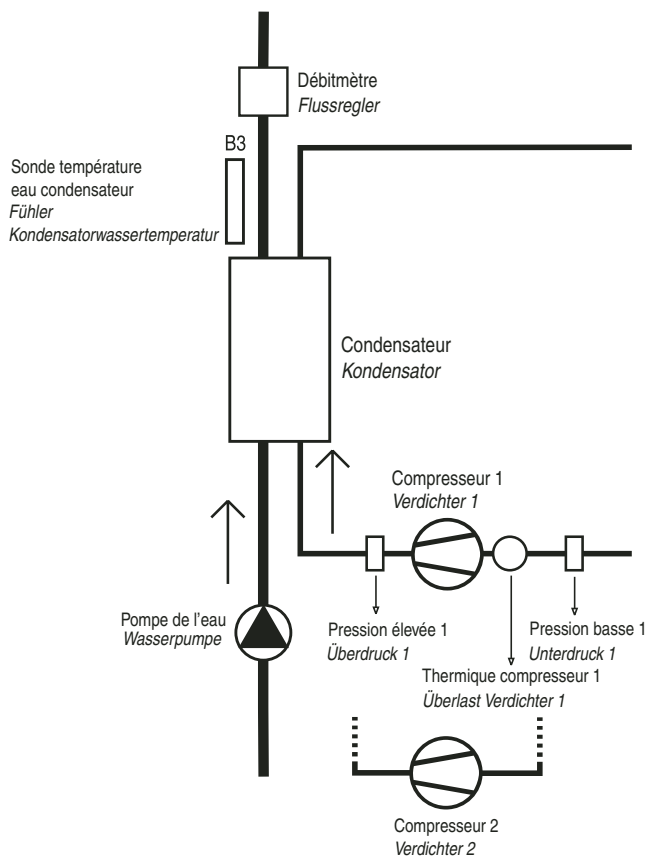 Débitmètre
Flussregler
B3
Sonde température
eau condensateur
Fühler
Kondensatorwassertemperatur
Condensateur
Kondensator
Compresseur 1
Verdichter 1
Pompe de l'eau
Wasserpumpe
Pression élevée 1
Überdruck 1
Pression basse 1
Unterdruck 1
Thermique compresseur 1
Überlast Verdichter 1
Compresseur 2
Verdichter 2